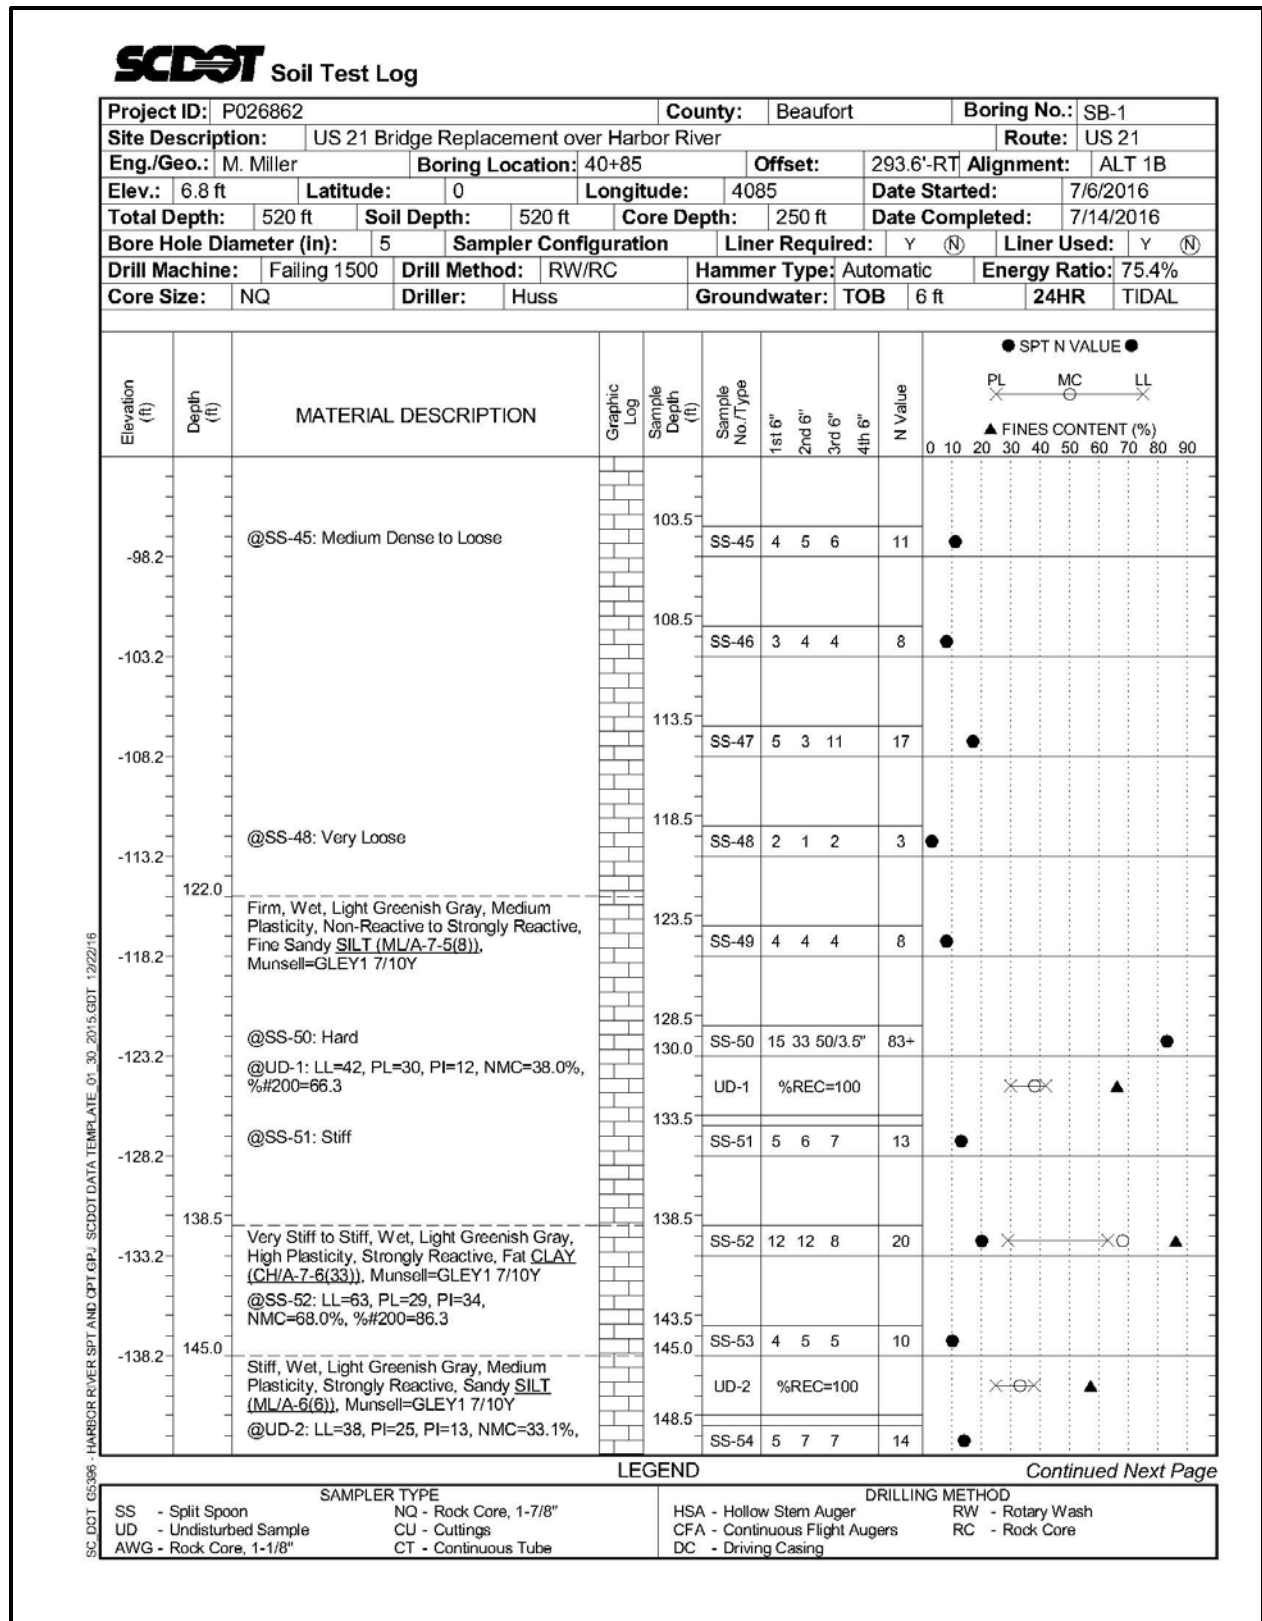 SCDOT Soil Test Log
Project ID: P026862 County: Beaufort Boring No.: SB-1
Site Description: US 21 Bridge Replacement over Harbor River Route: US 21
Eng./Geo.: M. Miller Boring Location: 40+85 Offset: 293.6'-RT Alignment: ALT 1B
Elev.: 6.8 ft Latitude: 0 Longitude: 4085 Date Started: 7/6/2016
Total Depth: 520 ft Soil Depth: 520 ft Core Depth: 250 ft Date Completed: 7/14/2016
Bore Hole Diameter (in): 5 Sampler Configuration Liner Required: Y N Liner Used: Y N
Drill Machine: Failing 1500 Drill Method: RW/RC Hammer Type: Automatic Energy Ratio: 75.4%
Core Size: NQ Driller: Huss Groundwater: TOB 6 ft 24HR TIDAL
Elevation (ft) Depth (ft) MATERIAL DESCRIPTION Graphic Log Sample Depth (ft) Sample No./Type 1st 6" 2nd 6" 3rd 6" 4th 6" N Value
SPT N VALUE
PL MC LL
FINES CONTENT (%)
0 10 20 30 40 50 60 70 80 90
103.5
@SS-45: Medium Dense to Loose SS-45 4 5 6 11
-98.2
108.5
SS-46 3 4 4 8
-103.2
113.5
SS-47 5 3 11 17
-108.2
118.5
@SS-48: Very Loose SS-48 2 1 2 3
-113.2
122.0
Firm, Wet, Light Greenish Gray, Medium
Plasticity, Non-Reactive to Strongly Reactive, 123.5
Fine Sandy SILT (ML/A-7-5(8)), SS-49 4 4 4 8
-118.2 Munsell=GLEY1 7/10Y
128.5
@SS-50: Hard SS-50 15 33 50/3.5" 83+
-123.2 130.0
@UD-1: LL=42, PL=30, PI=12, NMC=38.0%,
%#200=66.3 UD-1 %REC=100
133.5
@SS-51: Stiff SS-51 5 6 7 13
-128.2
138.5 138.5
Very Stiff to Stiff, Wet, Light Greenish Gray, SS-52 12 12 8 20
-133.2 High Plasticity, Strongly Reactive, Fat CLAY
(CH/A-7-6(33)), Munsell=GLEY1 7/10Y
@SS-52: LL=63, PL=29, PI=34,
NMC=68.0%, %#200=86.3 143.5
SS-53 4 5 5 10
-138.2 145.0 145.0
Stiff, Wet, Light Greenish Gray, Medium
Plasticity, Strongly Reactive, Sandy SILT UD-2 %REC=100
(ML/A-6(6)), Munsell=GLEY1 7/10Y
148.5
@UD-2: LL=38, PI=25, PI=13, NMC=33.1%, SS-54 5 7 7 14
LEGEND Continued Next Page
SAMPLER TYPE DRILLING METHOD
SS - Split Spoon NQ - Rock Core, 1-7/8" HSA - Hollow Stem Auger RW - Rotary Wash
UD - Undisturbed Sample CU - Cuttings CFA - Continuous Flight Augers RC - Rock Core
AWG - Rock Core, 1-1/8" CT - Continuous Tube DC - Driving Casing
SC_DOT G5396 - HARBOR RIVER SPT AND CPT.GPJ SCDOT DATA TEMPLATE_01_30_2015.GDT 12/22/16